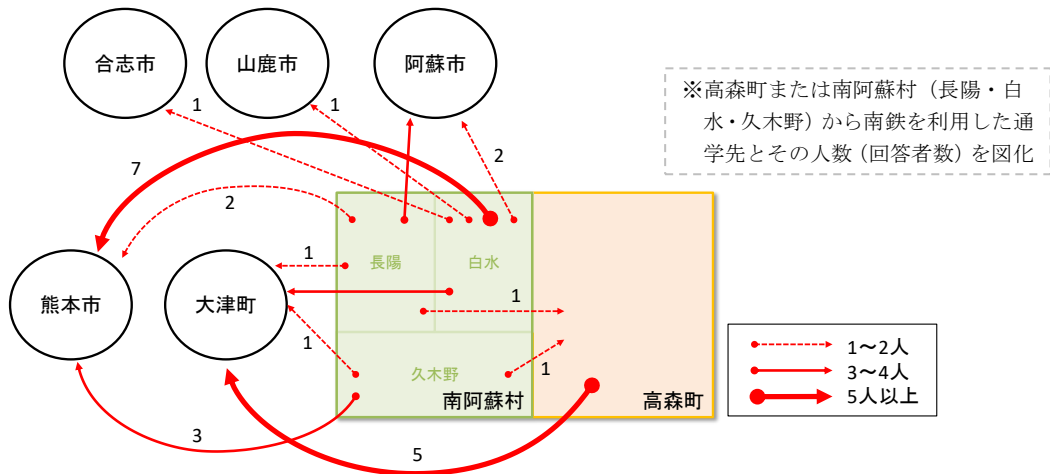 合志市
山鹿市
阿蘇市
※高森町または南阿蘇村（長陽・白
水・久木野）から南鉄を利用した通
学先とその人数（回答者数）を図化
1
1
2
7
2
長陽
白水
1
1
熊本市
大津町
1
久木野
1
南阿蘇村
高森町
3
5
1～2人
3～4人
5人以上